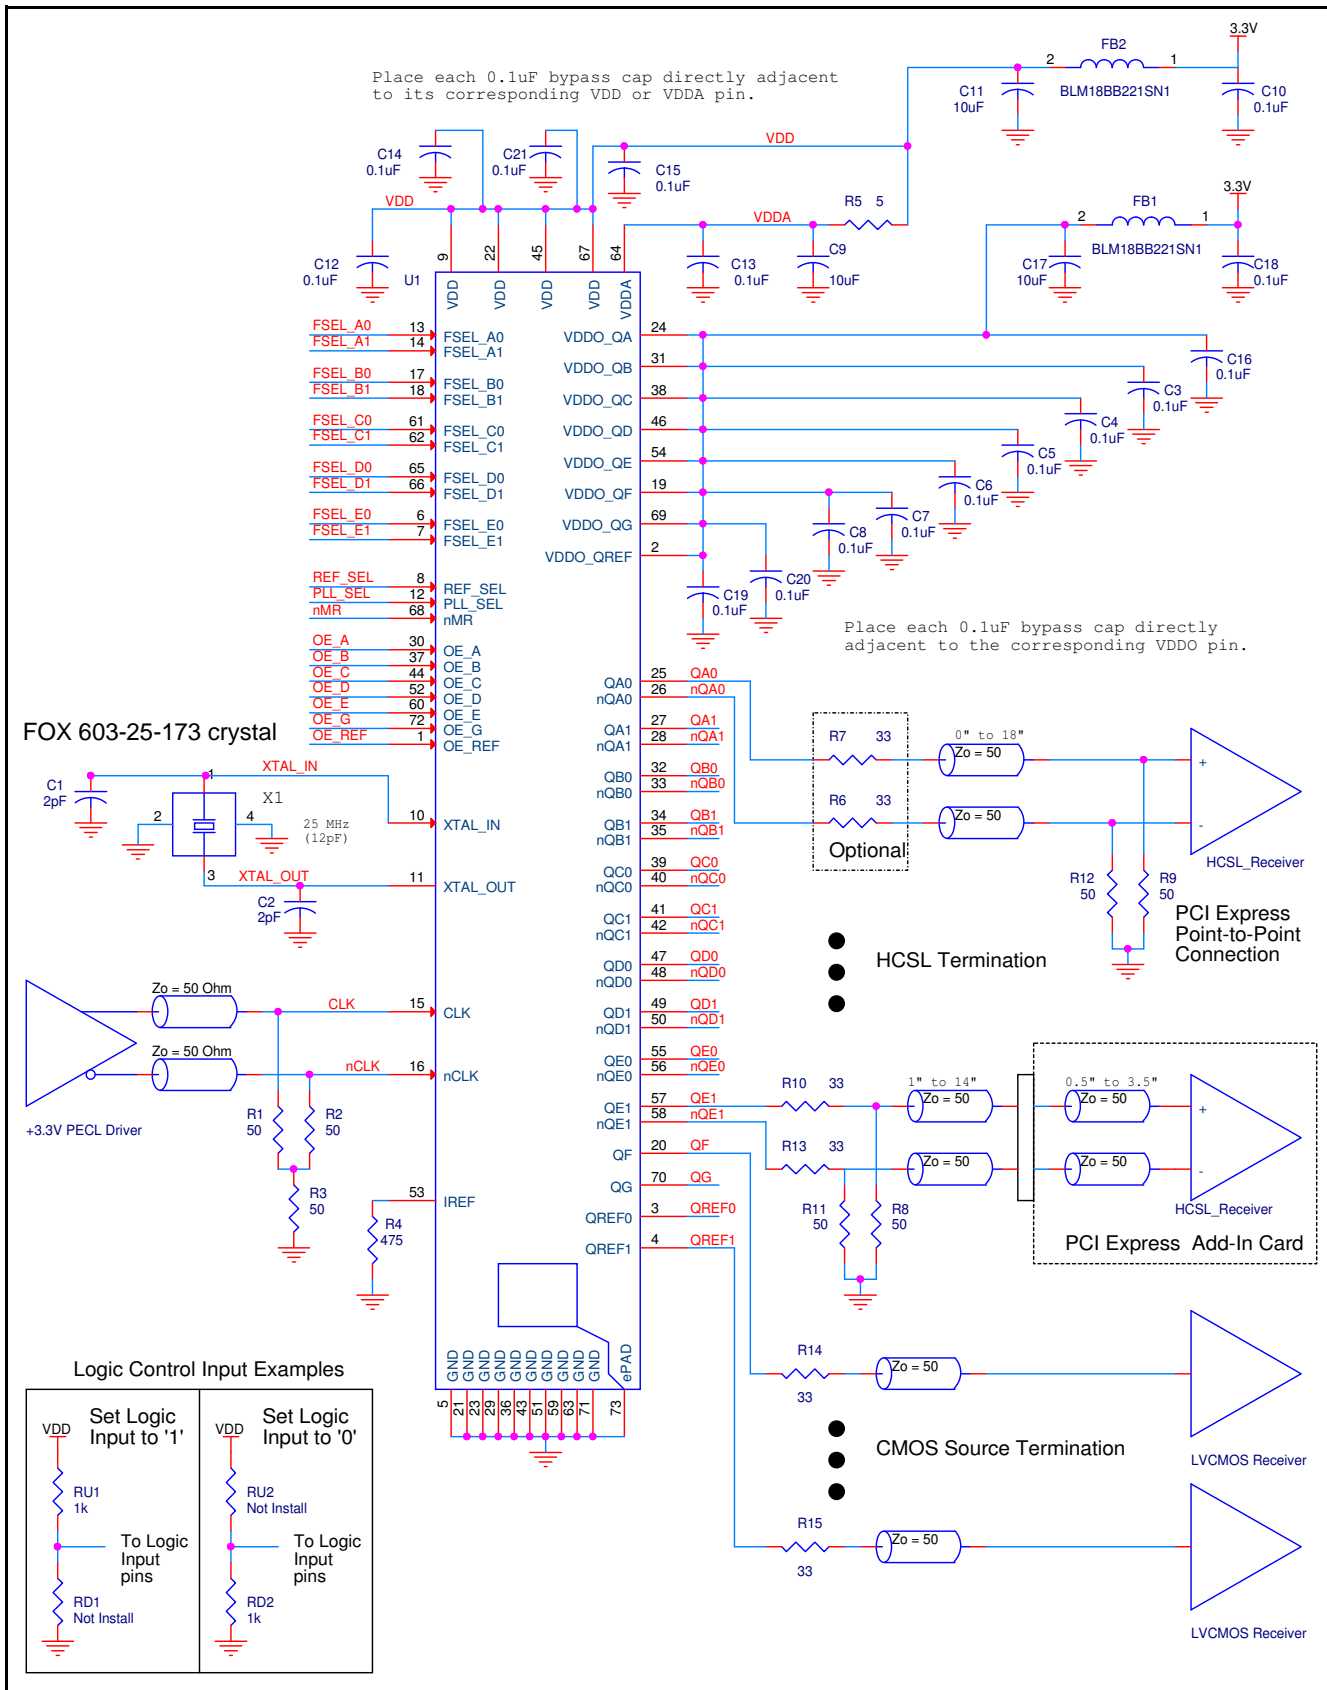 3.3V
FB2
2
1
BLM18BB221SN1
C11
10uF
C10
0.1uF
Place each 0.1uF bypass cap directly adjacent
to its corresponding VDD or VDDA pin.
VDD
C14
0.1uF
C21
0.1uF
C15
0.1uF
3.3V
FB1
2
1
BLM18BB221SN1
C17
10uF
C18
0.1uF
VDD
R5 5
VDDA
C12
0.1uF
C13
0.1uF
C9
10uF
9
22
45
67
64
U1
VDD
VDD
VDD
VDD
VDDA
FSEL_A0 13 FSEL_A0
FSEL_A1 14 FSEL_A1
FSEL_B0 17 FSEL_B0
FSEL_B1 18 FSEL_B1
FSEL_C0 61 FSEL_C0
FSEL_C1 62 FSEL_C1
FSEL_D0 65 FSEL_D0
FSEL_D1 66 FSEL_D1
FSEL_E0 6 FSEL_E0
FSEL_E1 7 FSEL_E1
REF_SEL 8 REF_SEL
PLL_SEL 12 PLL_SEL
nMR 68 nMR
OE_A 30 OE_A
OE_B 37 OE_B
OE_C 44 OE_C
OE_D 52 OE_D
OE_E 60 OE_E
OE_G 72 OE_G
OE_REF 1 OE_REF
VDDO_QA 24
VDDO_QB 31
VDDO_QC 38
VDDO_QD 46
VDDO_QE 54
VDDO_QF 19
VDDO_QG 69
VDDO_QREF 2
C16
0.1uF
C3
0.1uF
C4
0.1uF
C5
0.1uF
C6
0.1uF
C7
0.1uF
C8
0.1uF
C20
0.1uF
C19
0.1uF
Place each 0.1uF bypass cap directly
adjacent to the corresponding VDDO pin.
FOX 603-25-173 crystal
C1
2pF
1
XTAL_IN
X1
2
4
25 MHz
(12pF)
10 XTAL_IN
3
XTAL_OUT
11 XTAL_OUT
C2
2pF
QA0 25 QA0
nQA0 26 nQA0
QA1 27 QA1
nQA1 28 nQA1
QB0 32 QB0
nQB0 33 nQB0
QB1 34 QB1
nQB1 35 nQB1
QC0 39 QC0
nQC0 40 nQC0
QC1 41 QC1
nQC1 42 nQC1
QD0 47 QD0
nQD0 48 nQD0
QD1 49 QD1
nQD1 50 nQD1
QE0 55 QE0
nQE0 56 nQE0
QE1 57 QE1
nQE1 58 nQE1
QF 20 QF
QG 70 QG
QREF0 3 QREF0
QREF1 4 QREF1
R7 33
R6 33
Optional
0" to 18"
Zo = 50
Zo = 50
+
-
HCSL_Receiver
R12
50
R9
50
PCI Express
Point-to-Point
Connection
HCSL Termination
Zo = 50 Ohm
Zo = 50 Ohm
CLK
15 CLK
nCLK
16 nCLK
+3.3V PECL Driver
R1
50
R2
50
R3
50
53 IREF
R4
475
R10 33
R13 33
R11
50
R8
50
1" to 14"
Zo = 50
Zo = 50
0.5" to 3.5"
Zo = 50
Zo = 50
+
-
HCSL_Receiver
PCI Express Add-In Card
GND
GND
GND
GND
GND
GND
GND
GND
GND
GND
ePAD
5
21
23
29
36
43
51
59
63
71
73
R14
33
Zo = 50
LVCMOS Receiver
CMOS Source Termination
R15
33
Zo = 50
LVCMOS Receiver
Logic Control Input Examples
Set Logic
Input to '1'
VDD
RU1
1k
To Logic
Input
pins
RD1
Not Install
Set Logic
Input to '0'
VDD
RU2
Not Install
To Logic
Input
pins
RD2
1k